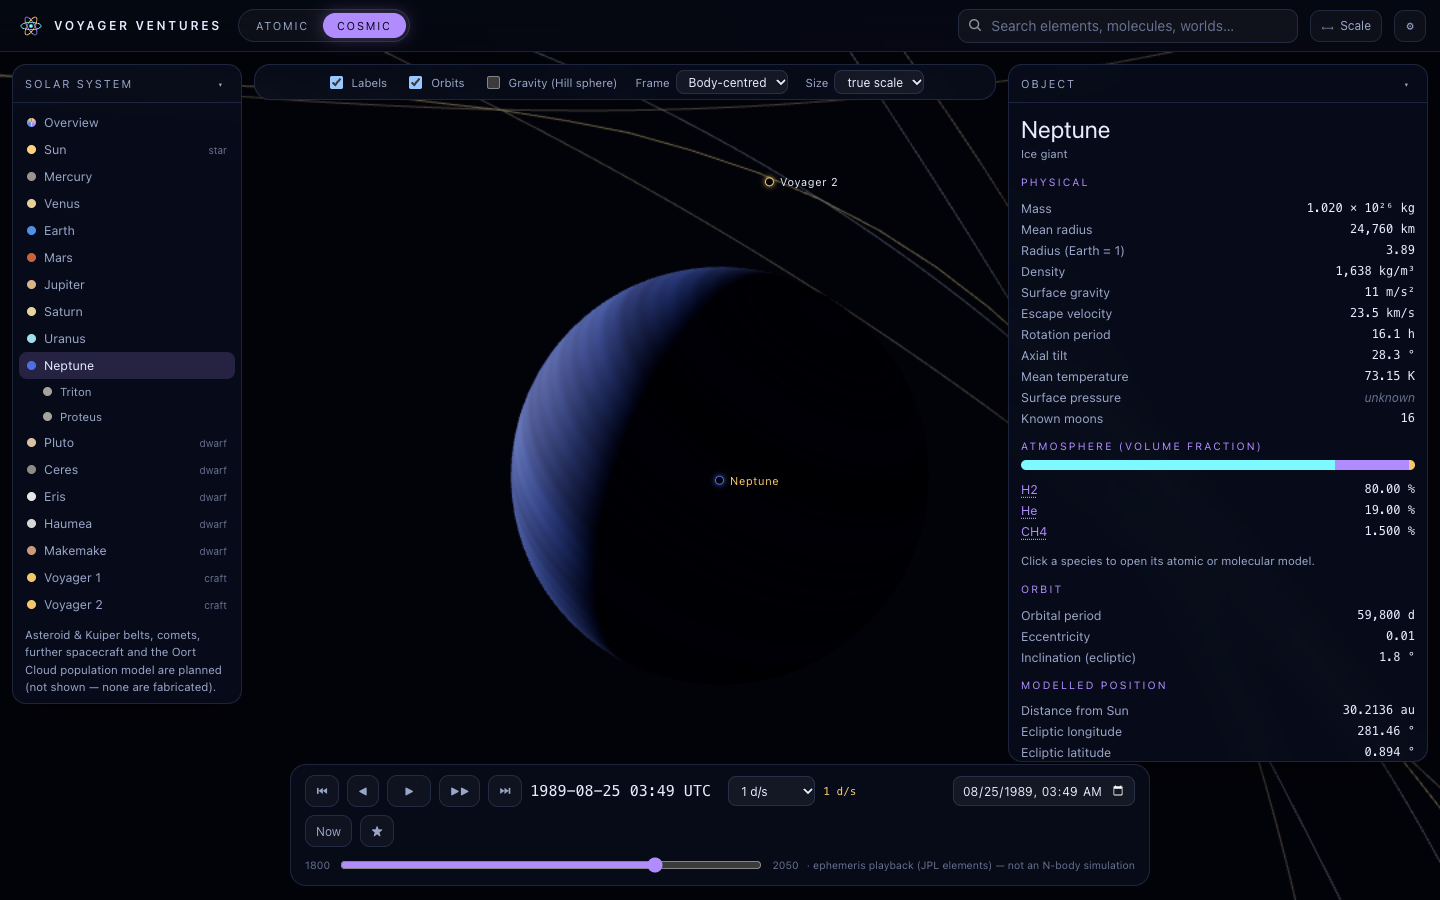 VOYAGER VENTURES
ATOMIC
COSMIC
Search elements, molecules, worlds...
Scale
SOLAR SYSTEM
Overview
Sun star
Mercury
Venus
Earth
Mars
Jupiter
Saturn
Uranus
Neptune
Triton
Proteus
Pluto dwarf
Ceres dwarf
Eris dwarf
Haumea dwarf
Makemake dwarf
Voyager 1 craft
Voyager 2 craft
Asteroid & Kuiper belts, comets,
further spacecraft and the Oort
Cloud population model are planned
(not shown — none are fabricated).
Labels Orbits Gravity (Hill sphere) Frame Body-centred Size true scale
Voyager 2
Neptune
OBJECT
Neptune
Ice giant
PHYSICAL
Mass 1.020 × 10²⁶ kg
Mean radius 24,760 km
Radius (Earth = 1) 3.89
Density 1,638 kg/m³
Surface gravity 11 m/s²
Escape velocity 23.5 km/s
Rotation period 16.1 h
Axial tilt 28.3 °
Mean temperature 73.15 K
Surface pressure unknown
Known moons 16
ATMOSPHERE (VOLUME FRACTION)
H2 80.00 %
He 19.00 %
CH4 1.500 %
Click a species to open its atomic or molecular model.
ORBIT
Orbital period 59,800 d
Eccentricity 0.01
Inclination (ecliptic) 1.8 °
MODELLED POSITION
Distance from Sun 30.2136 au
Ecliptic longitude 281.46 °
Ecliptic latitude 0.894 °
1989-08-25 03:49 UTC 1 d/s 1 d/s 08/25/1989, 03:49 AM
Now
1800 2050 · ephemeris playback (JPL elements) — not an N-body simulation